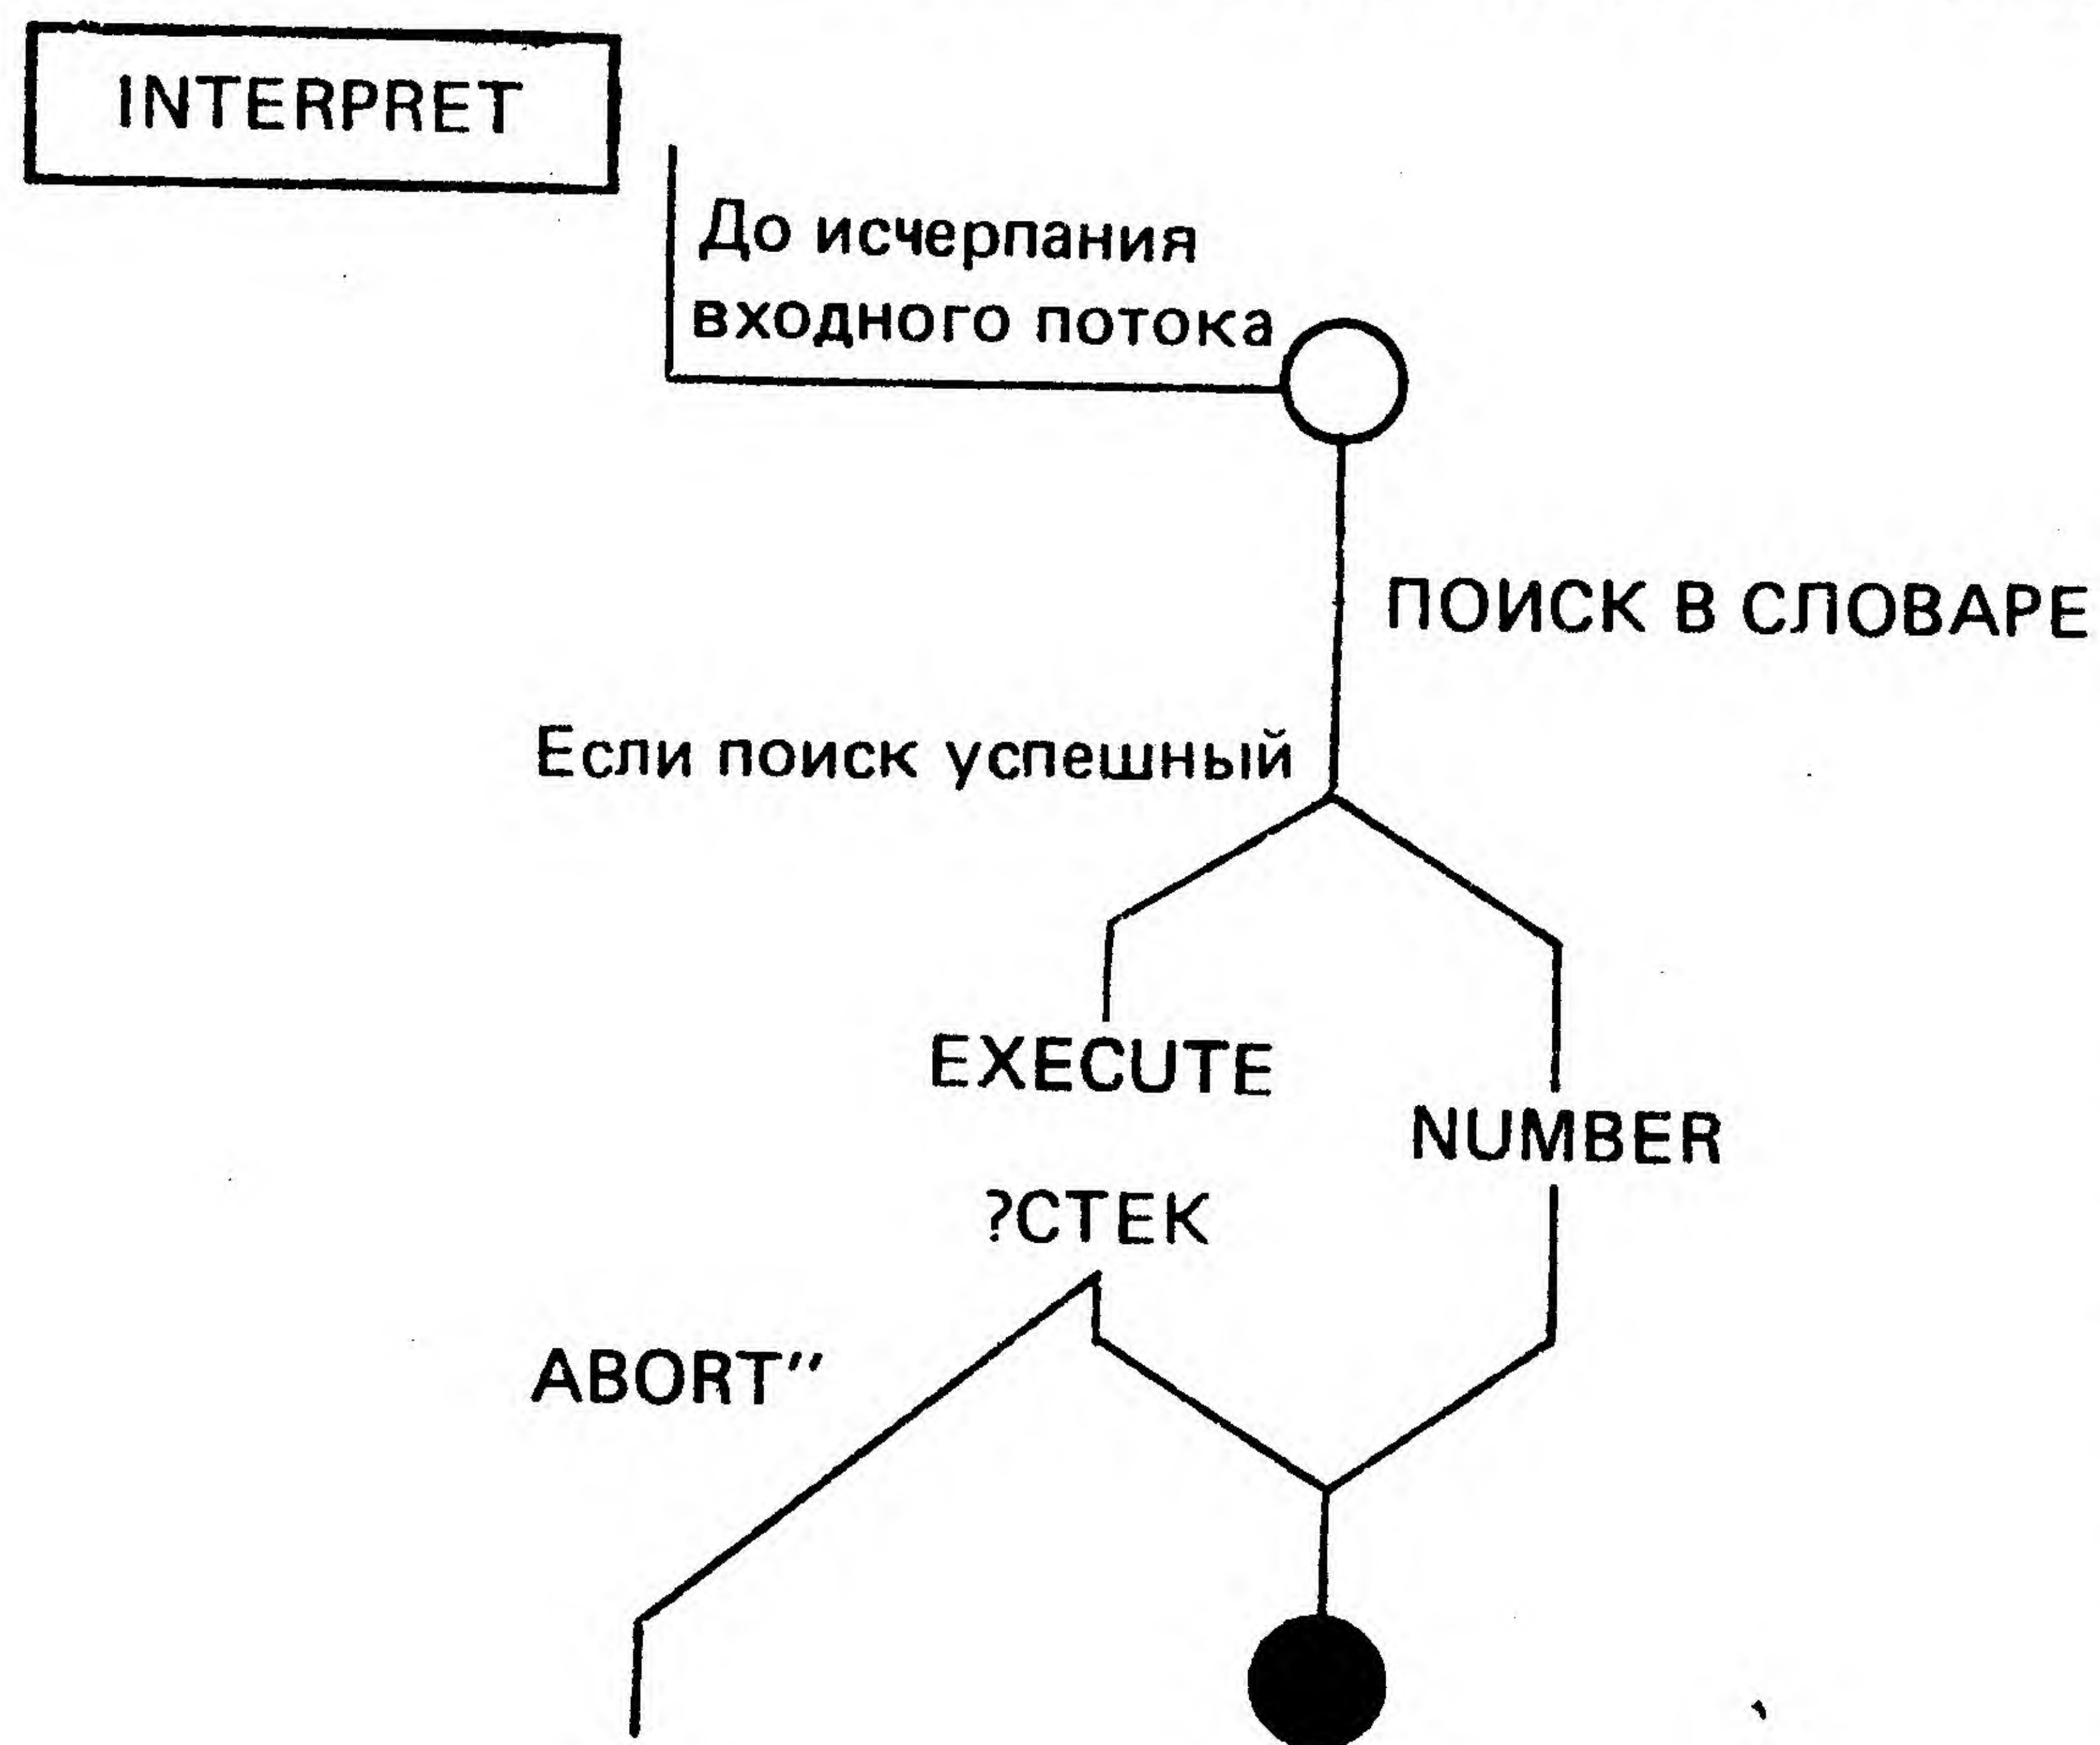 INTERPRET
До исчерпания
входного потока
ПОИСК В СЛОВАРЕ
Если поиск успешный
EXECUTE
NUMBER
?СТЕК
ABORT"